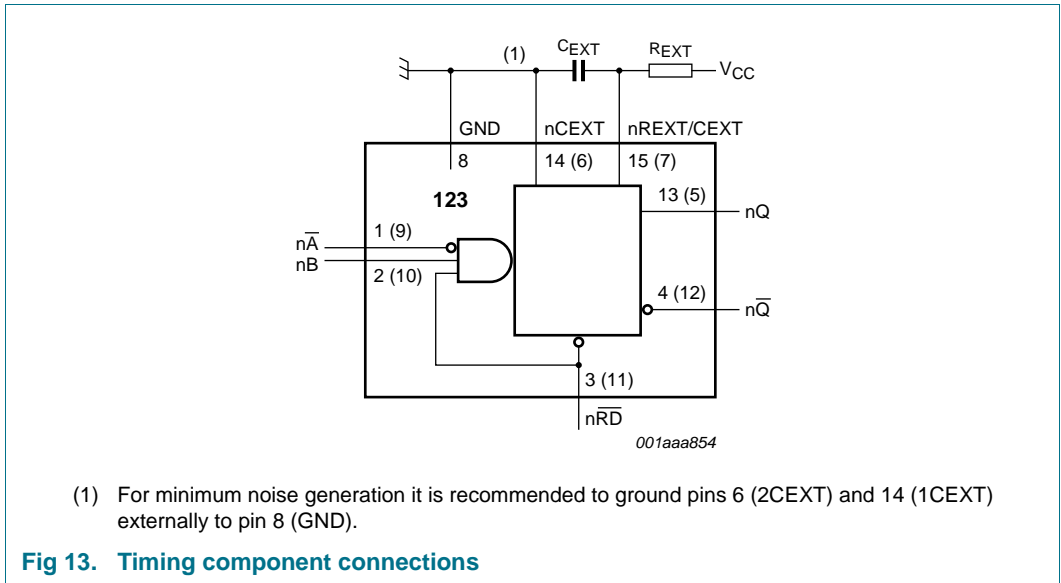 (1)
CEXT
REXT
VCC
GND
nCEXT
nREXT/CEXT
8
14 (6)
15 (7)
123
13 (5)
nQ
1 (9)
nA̅
nB
2 (10)
4 (12)
nQ̅
3 (11)
nR̅D̅
001aaa854
(1) For minimum noise generation it is recommended to ground pins 6 (2CEXT) and 14 (1CEXT)
externally to pin 8 (GND).
Fig 13. Timing component connections